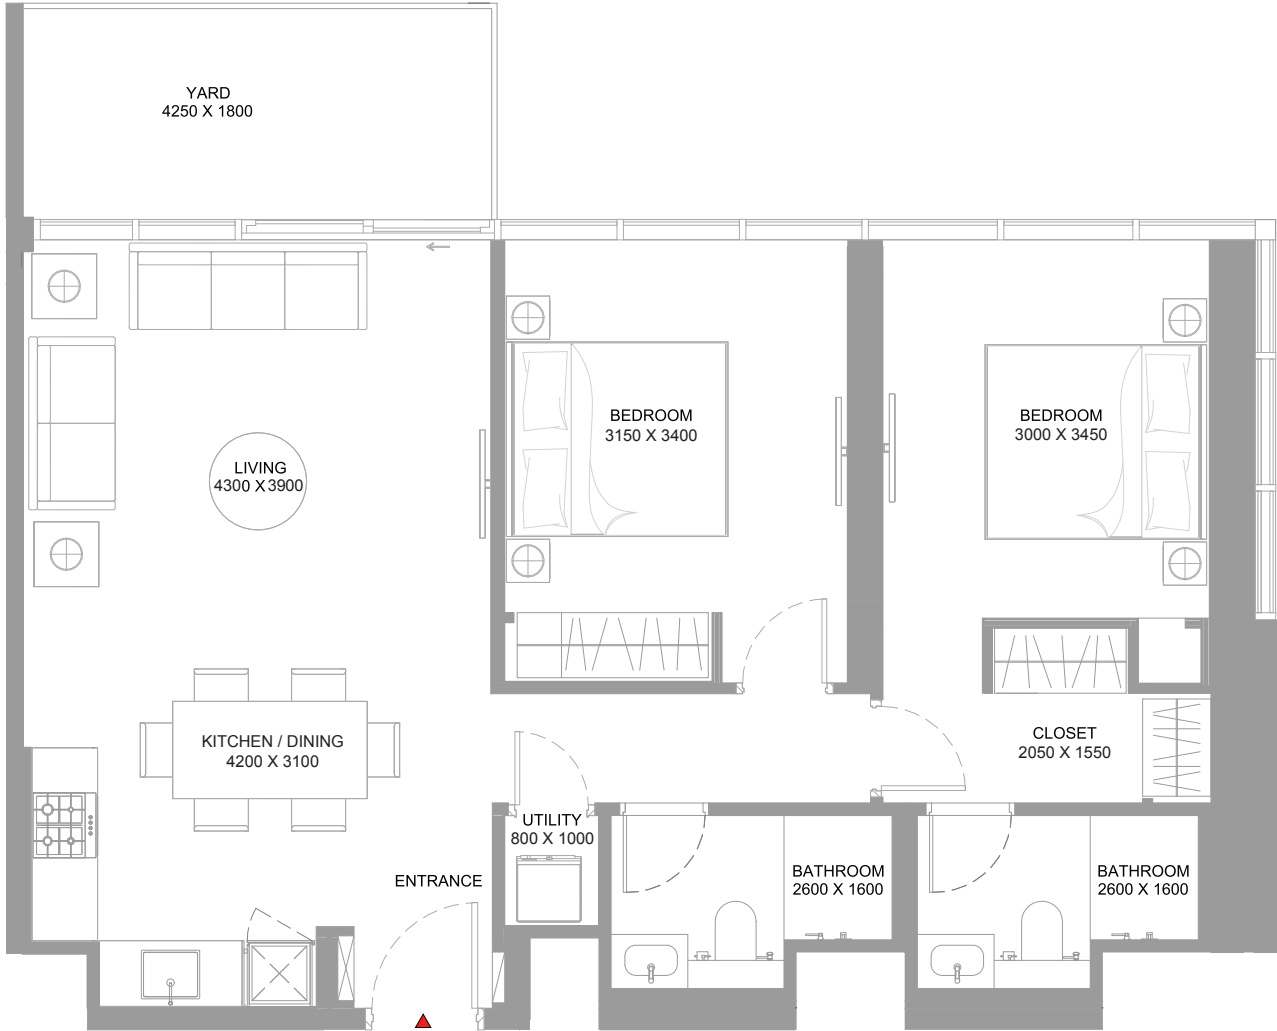 YARD
4250 X 1800
BEDROOM
3150 X 3400
BEDROOM
3000 X 3450
LIVING
4300 X 3900
KITCHEN / DINING
4200 X 3100
CLOSET
2050 X 1550
UTILITY
800 X 1000
ENTRANCE
BATHROOM
2600 X 1600
BATHROOM
2600 X 1600